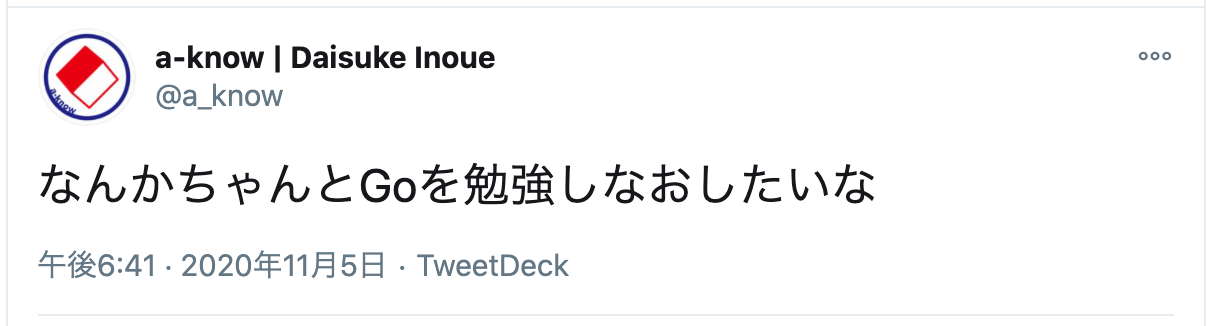 a-know | Daisuke Inoue
@a_know
a-know
なんかちゃんとGoを勉強しなおしたいな
午後6:41 · 2020年11月5日 · TweetDeck